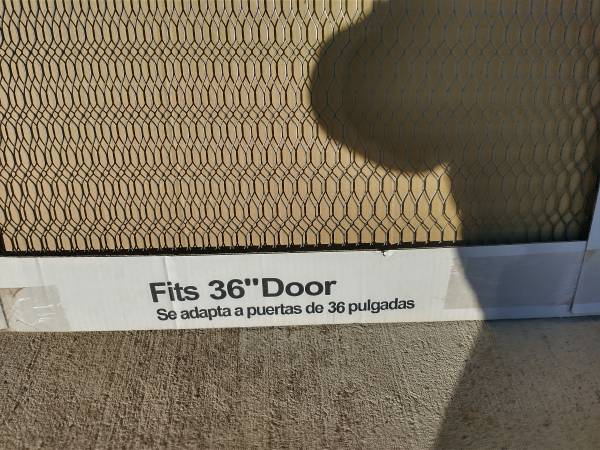 Fits 36"Door
Se adapta a puertas de 36 pulgadas